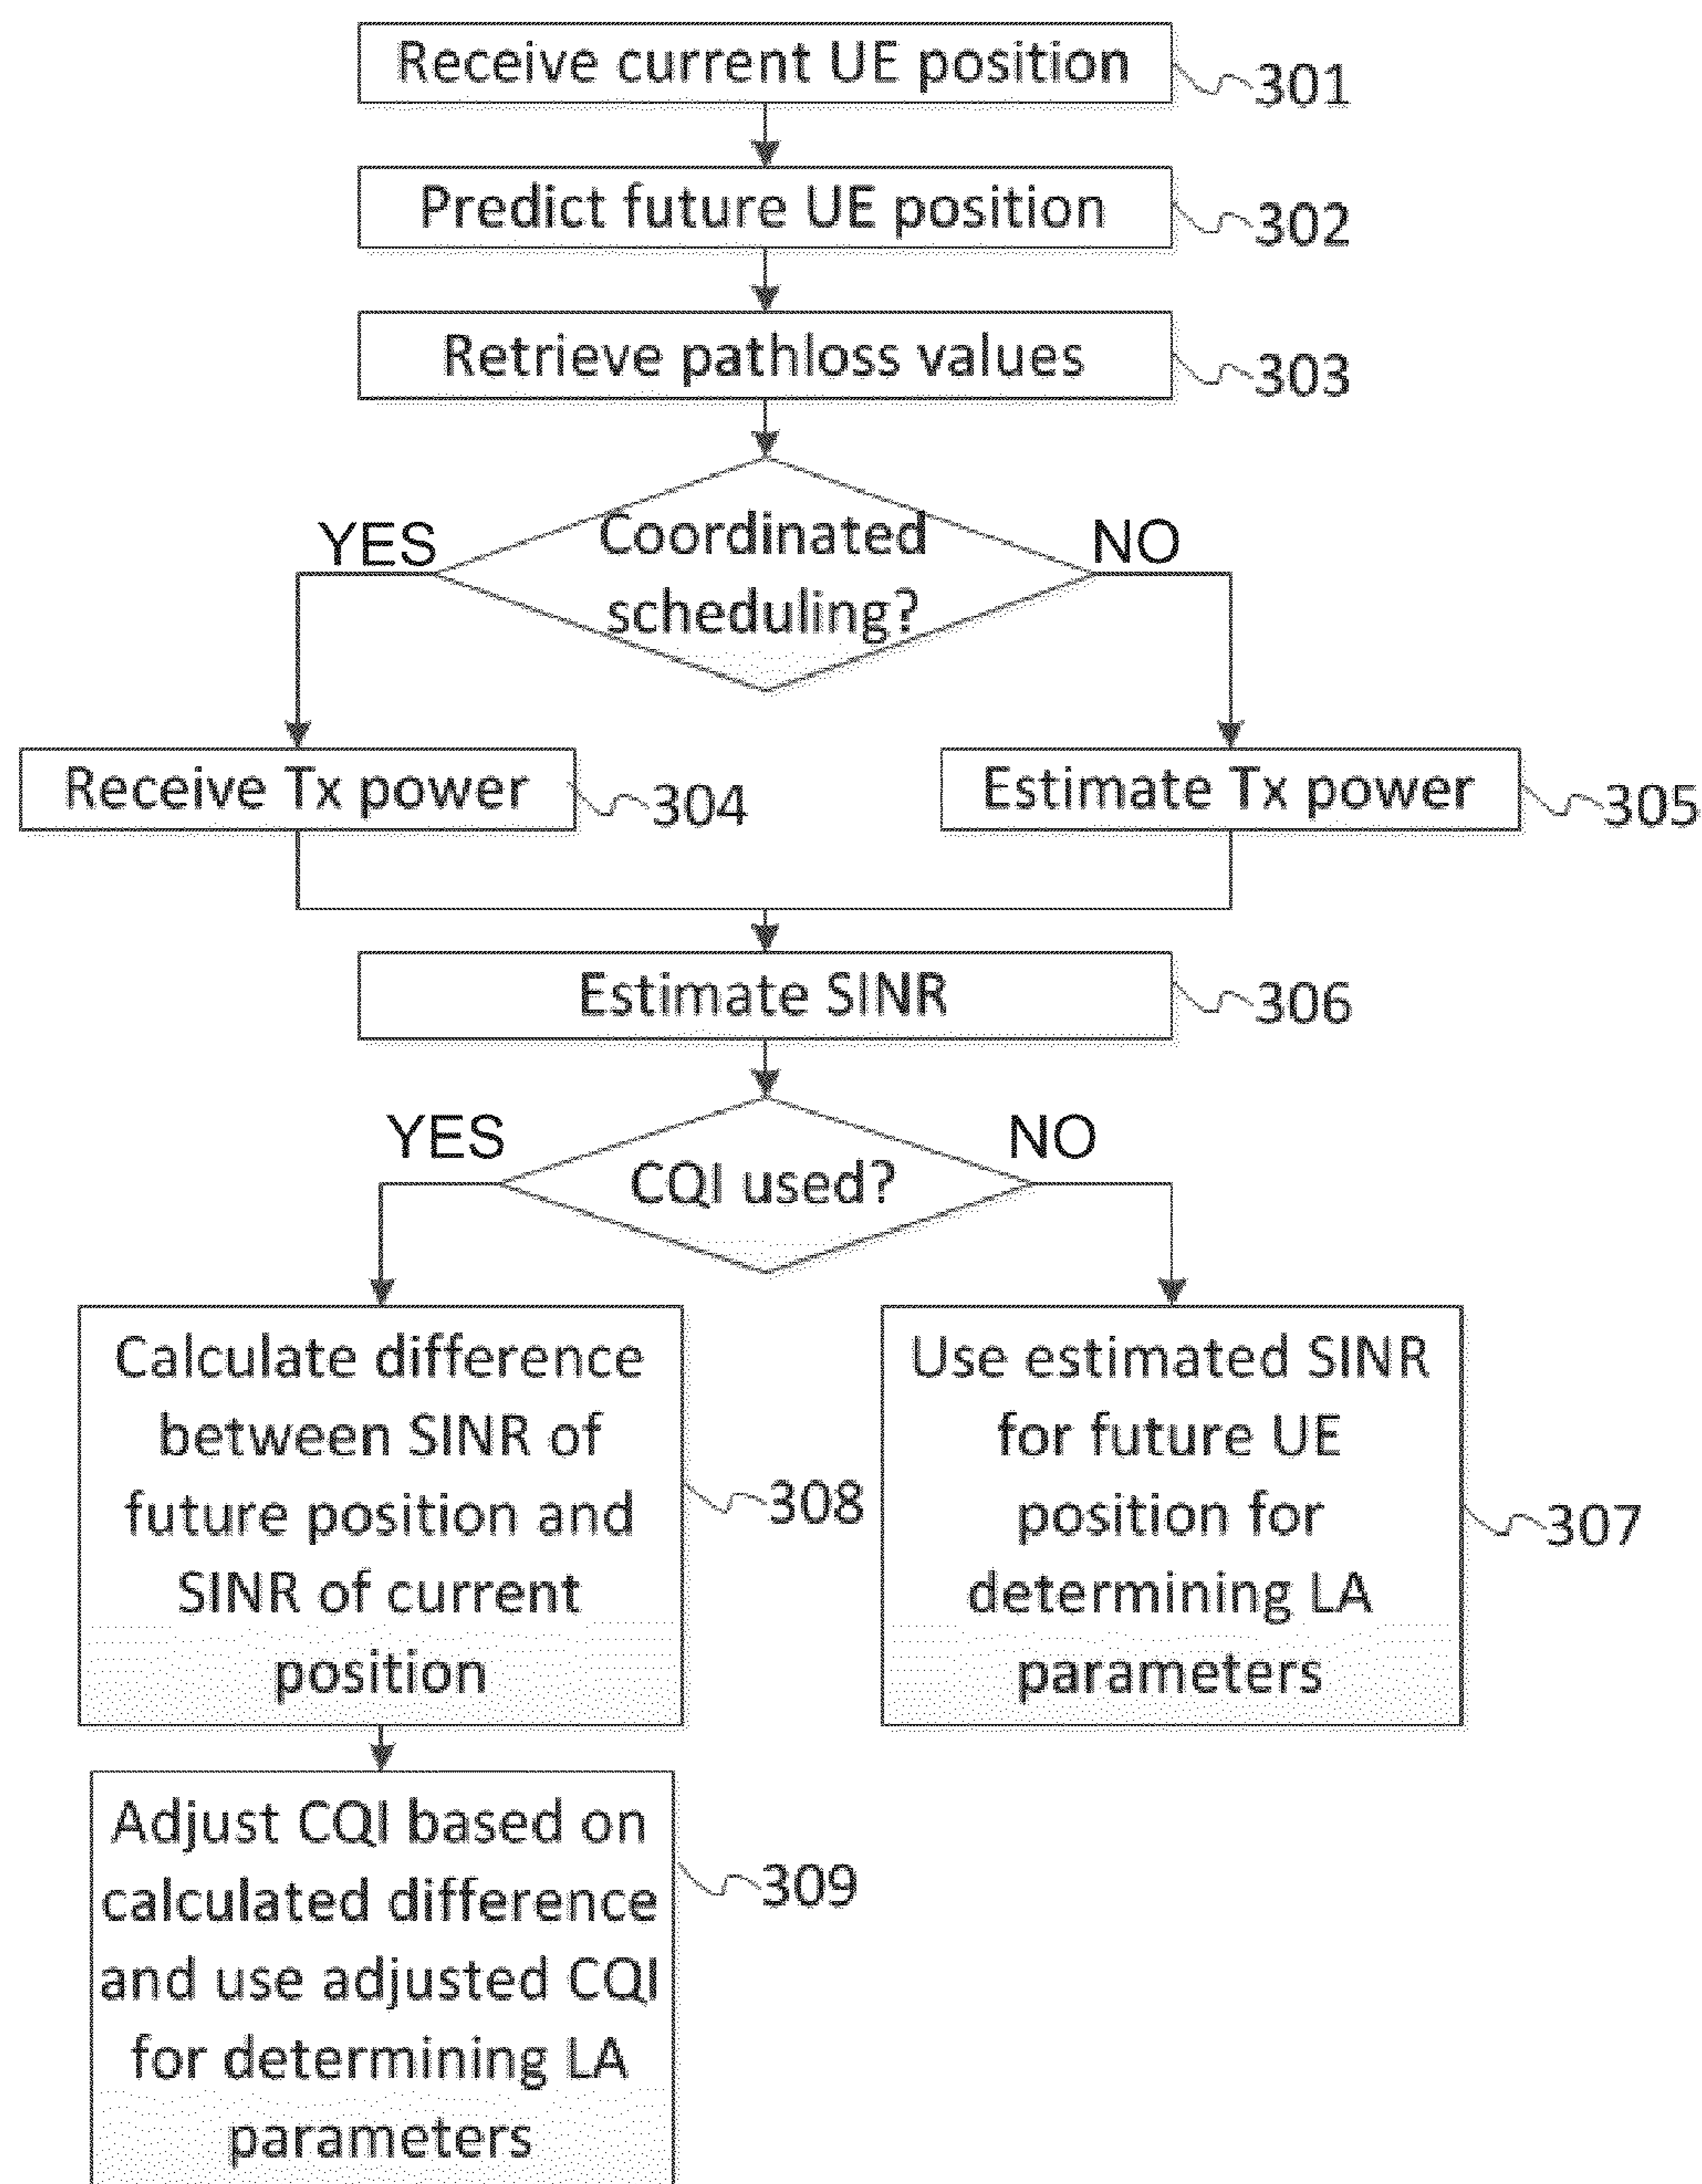 Receive current UE position
301
Predict future UE position
302
Retrieve pathloss values
303
YES
Coordinated
scheduling?
NO
Receive Tx power
304
Estimate Tx power
305
Estimate SINR
306
YES
CQI used?
NO
Calculate difference
between SINR of
future position and
SINR of current
position
308
Use estimated SINR
for future UE
position for
determining LA
parameters
307
Adjust CQI based on
calculated difference
and use adjusted CQI
for determining LA
parameters
309